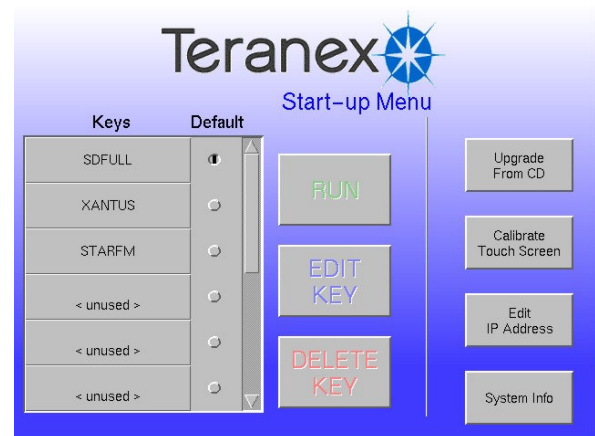 Teranex
Start-up Menu
Keys Default
SDFULL
XANTUS
STARFM
< unused >
< unused >
< unused >
RUN
EDIT
KEY
DELETE
KEY
Upgrade
From CD
Calibrate
Touch Screen
Edit
IP Address
System Info